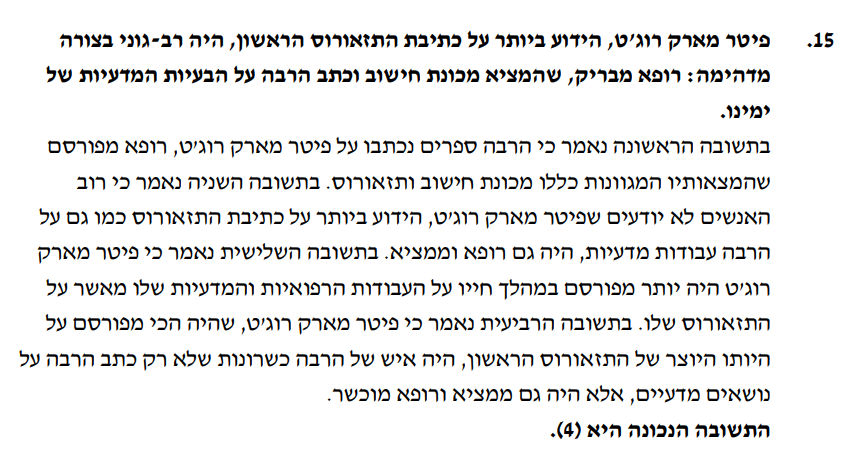 15. פיטר מארק רוג'ט, הידוע ביותר על כתיבת התזאורוס הראשון, היה רב-גוני בצורה
מדהימה: רופא מבריק, שהמציא מכונת חישוב וכתב הרבה על הבעיות המדעיות של
ימינו.
בתשובה הראשונה נאמר כי הרבה ספרים נכתבו על פיטר מארק רוג'ט, רופא מפורסם
שהמצאותיו המגוונות כללו מכונת חישוב ותזאורוס. בתשובה השניה נאמר כי רוב
האנשים לא יודעים שפיטר מארק רוג'ט, הידוע ביותר על כתיבת התזאורוס כמו גם על
הרבה עבודות מדעיות, היה גם רופא וממציא. בתשובה השלישית נאמר כי פיטר מארק
רוג'ט היה יותר מפורסם במהלך חייו על העבודות הרפואיות והמדעיות שלו מאשר על
התזאורוס שלו. בתשובה הרביעית נאמר כי פיטר מארק רוג'ט, שהיה הכי מפורסם על
היותו היוצר של התזאורוס הראשון, היה איש של הרבה כשרונות שלא רק כתב הרבה על
נושאים מדעיים, אלא היה גם ממציא ורופא מוכשר.
התשובה הנכונה היא (4).